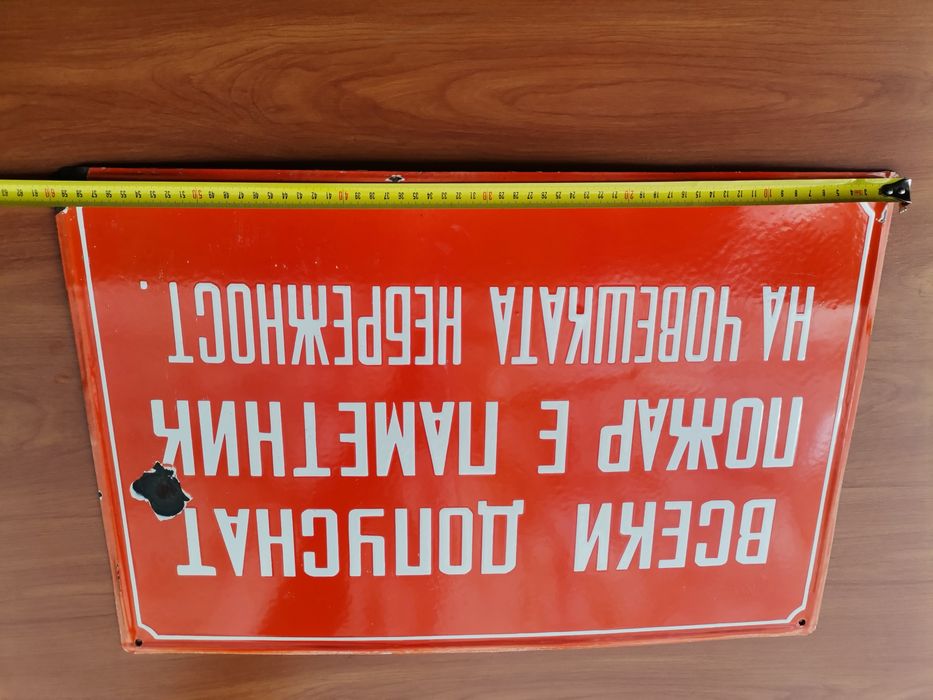 ВСЕКИ ДОПУСНАТ
ПОЖАР Е ПАМЕТНИК
НА ЧОВЕШКАТА НЕБРЕЖНОСТ.